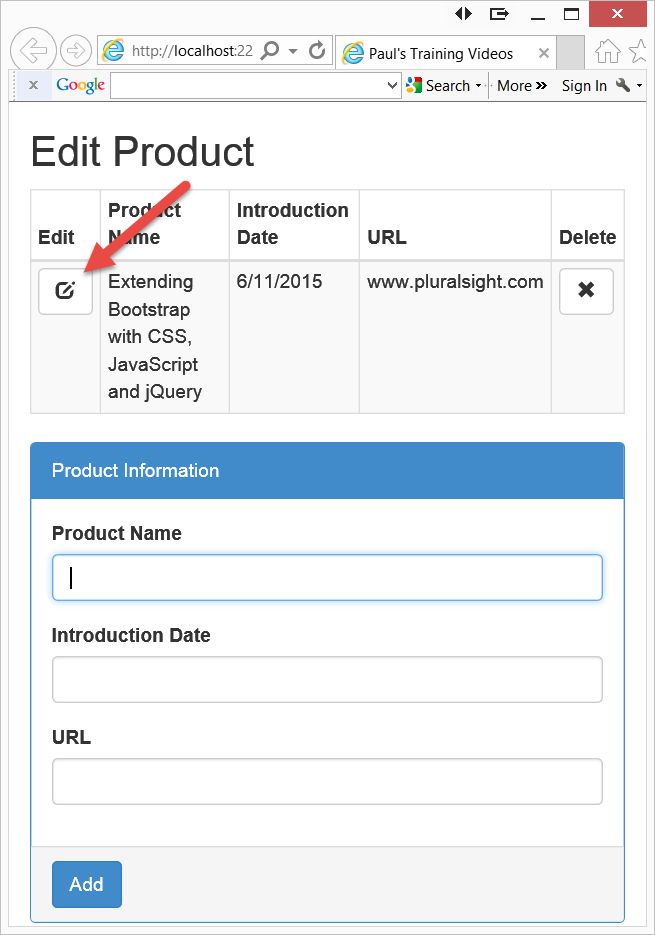 http://localhost:22
Paul's Training Videos
Google
Search
More
Sign In
Edit Product
Edit
Product Name
Introduction Date
URL
Delete
Extending
Bootstrap
with CSS,
JavaScript
and jQuery
6/11/2015
www.pluralsight.com
Product Information
Product Name
Introduction Date
URL
Add